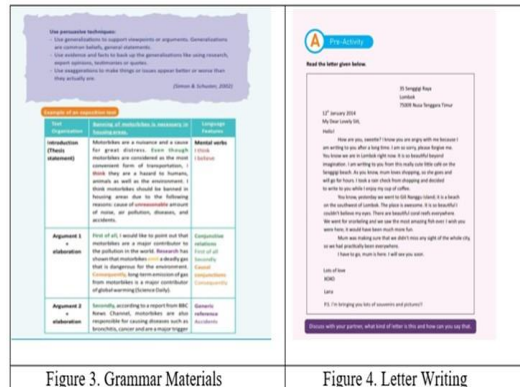 Use persuasive techniques:
- Use generalizations to support viewpoints or arguments. Generalizations
are common beliefs, general statements.
- Use evidence and facts to back up the generalisations like using research,
expert opinions, testimonies or quotes.
- Use exaggerations to make things or issues appear better or worse than
they actually are.
(Simon & Schuster, 2002)
Example of an exposition text
Text
Organization
Banning of motorbikes is necessary in
housing areas.
Language
Features
Introduction
(Thesis
statement)
Motorbikes are a nuisance and a cause
for great distress. Even though
motorbikes are considered as the most
convenient form of transportation, I
think they are a hazard to humans,
animals as well as the environment. I
think motorbikes should be banned in
housing areas due to the following
reasons: cause of unreasonable amount
of noise, air pollution, diseases, and
accidents.
Mental verbs
I think
I believe
Argument 1
+
elaboration
First of all, I would like to point out that
motorbikes are a major contributor to
the pollution in the world. Research has
shown that motorbikes emit a deadly gas
that is dangerous for the environment.
Consequently, long-term emission of gas
from motorbikes is a major contributor
of global warming (Science Daily).
Conjunctive
relations
First of all
Secondly
Causal
conjunctions
Consequently
Argument 2
+
elaboration
Secondly, according to a report from BBC
News Channel, motorbikes are also
responsible for causing diseases such as
bronchitis, cancer and are a major trigger
Generic
reference
Accidents
Figure 3. Grammar Materials
A Pre-Activity
Read the letter given below.
35 Senggigi Raya
Lombok
75009 Nusa Tenggara Timur
12th January 2014
My Dear Lovely Sis,
Hello!
How are you, sweetie? I know you are angry with me because I
am writing to you after a long time. I am so sorry, please forgive me.
You know we are in Lombok right now. It is so beautiful beyond
imagination. I am writing to you from this really cute little café on the
Senggigi beach. As you know, mum loves shopping, so she goes and
will go for hours. I took a rain check from shopping and decided
to write to you while I enjoy my cup of coffee.
You know, yesterday we went to Gili Nanggu island; it is a beach
on the southwest of Lombok. The place is awesome. It is so beautiful I
couldn't believe my eyes. There are beautiful coral reefs everywhere.
We went for snorkeling and we saw the most amazing fish ever. I wish you
were here, it would have been much more fun.
Mum was making sure that we didn't miss any sight of the whole city,
so we had practically been everywhere.
I have to go, mum is here. I will see you soon.
Lots of love
XOXO
Lana
P.S. I'm bringing you lots of souvenirs and pictures!!
Discuss with your partner, what kind of letter is this and how can you say that.
Figure 4. Letter Writing